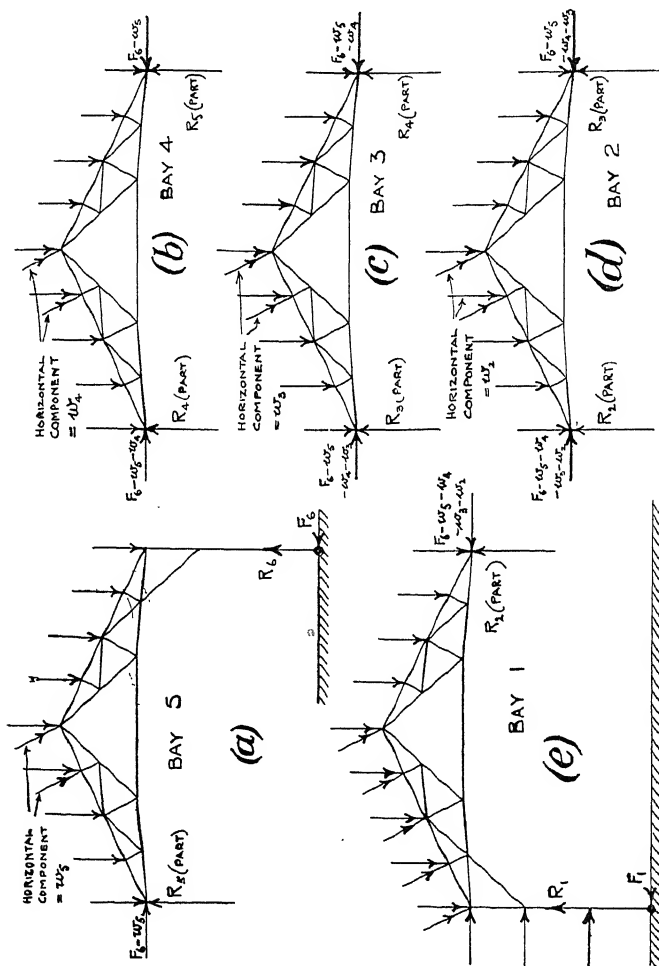 HORIZONTAL
COMPONENT
= w₅
F₆-w₅
R₅(PART)
BAY 5
(a)
R₆
F₆
HORIZONTAL
COMPONENT
= w₄
F₆-w₅-w₄
R₄(PART)
BAY 4
(b)
F₆-w₅
R₅(PART)
HORIZONTAL
COMPONENT
= w₃
F₆-w₅
-w₄-w₃
R₃(PART)
BAY 3
(c)
F₆-w₅
-w₄
R₄(PART)
HORIZONTAL
COMPONENT
= w₂
F₆-w₅-w₄
-w₃-w₂
R₂(PART)
BAY 2
(d)
F₆-w₅
-w₄-w₃
R₃(PART)
F₆-w₅-w₄
-w₃-w₂
R₂(PART)
BAY 1
(e)
R₁
F₁